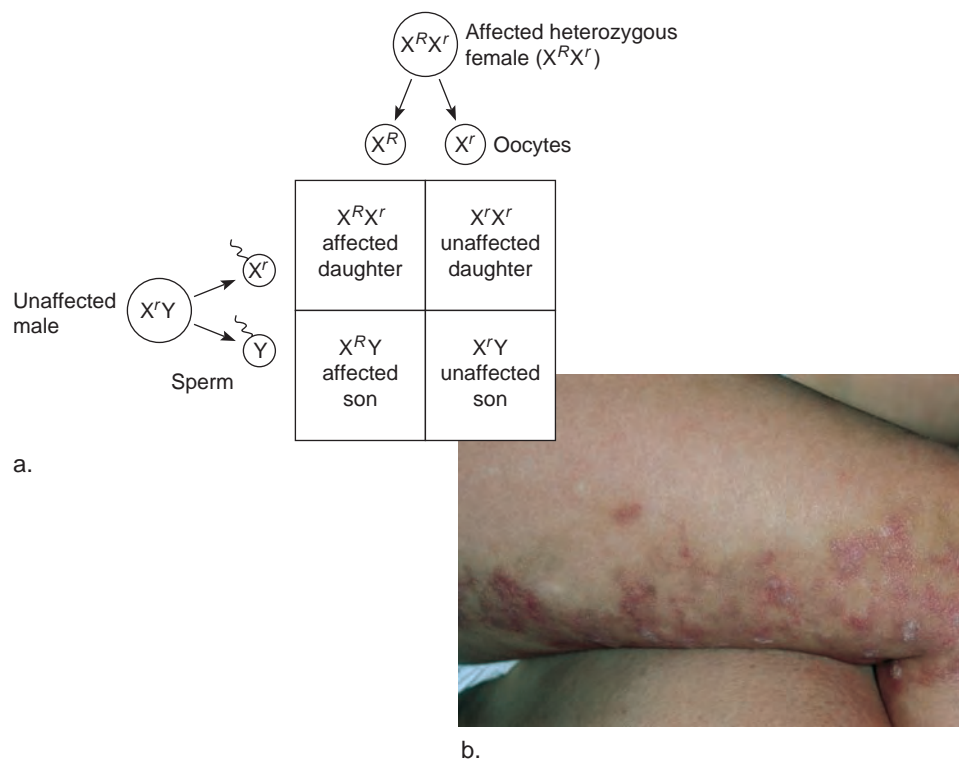 X^R X^r
Affected heterozygous
female (X^R X^r)
X^R
X^r
Oocytes
X^R X^r
affected
daughter
X^r X^r
unaffected
daughter
Unaffected
male
X^r Y
X^r
Y
Sperm
X^R Y
affected
son
X^r Y
unaffected
son
a.
b.